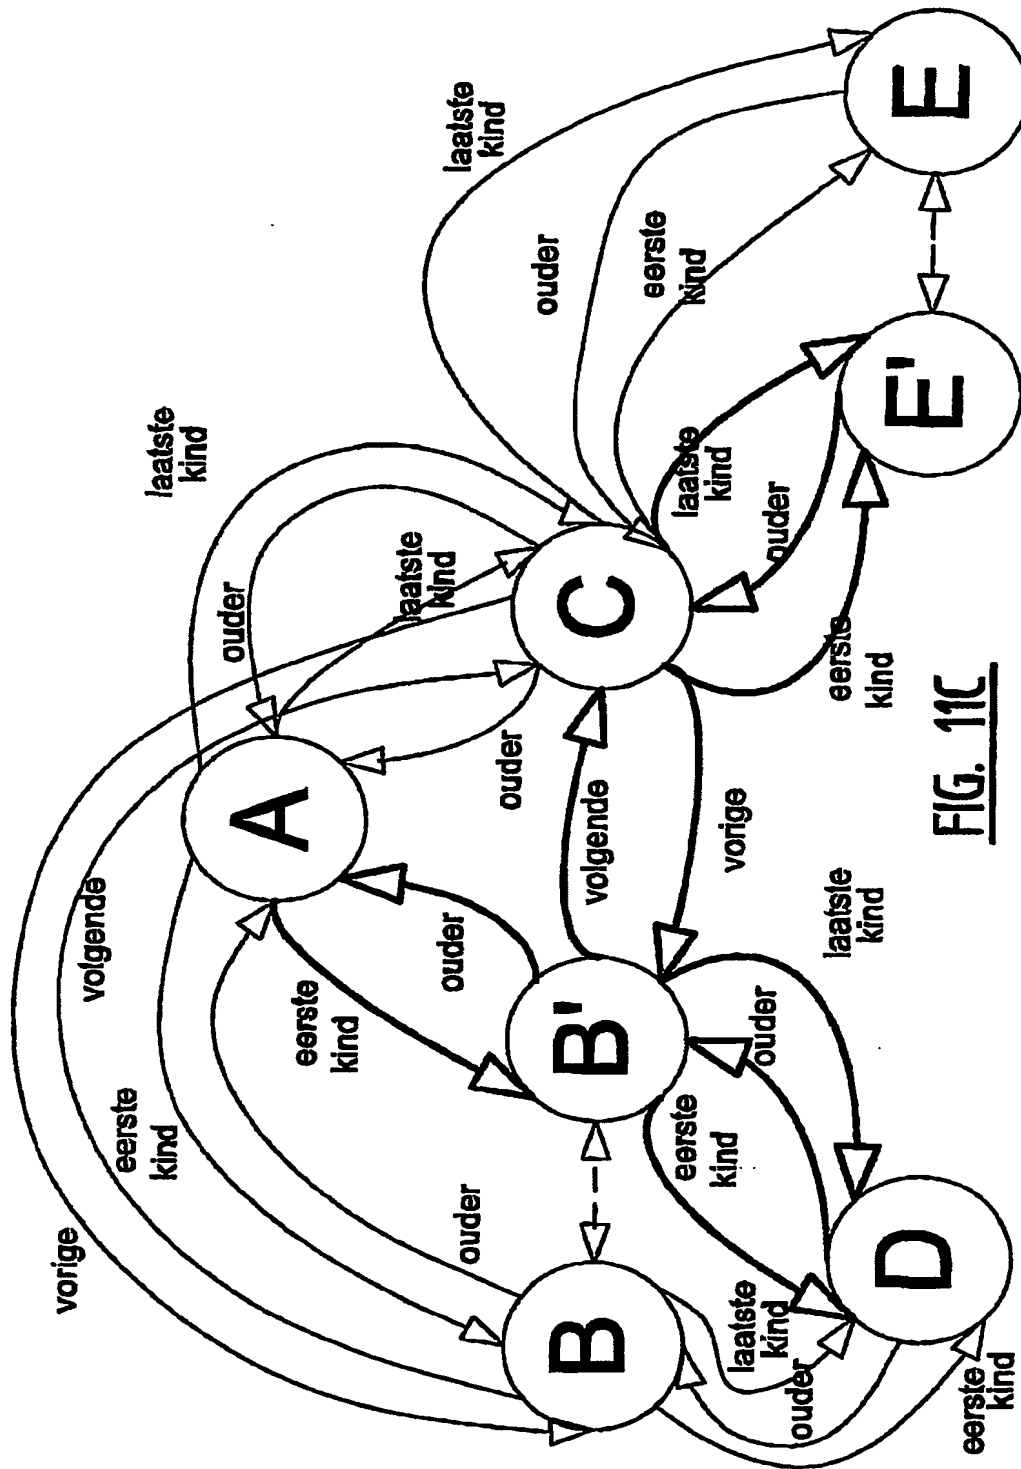 vorige
volgende
eerste
kind
laatste
kind
ouder
A
eerste
kind
laatste
kind
ouder
ouder
laatste
kind
ouder
ouder
B
B'
C
volgende
eerste
kind
eerste
kind
laatste
kind
vorige
laatste
kind
ouder
ouder
ouder
laatste
kind
eerste
kind
D
E'
E
eerste
kind
FIG. 11C